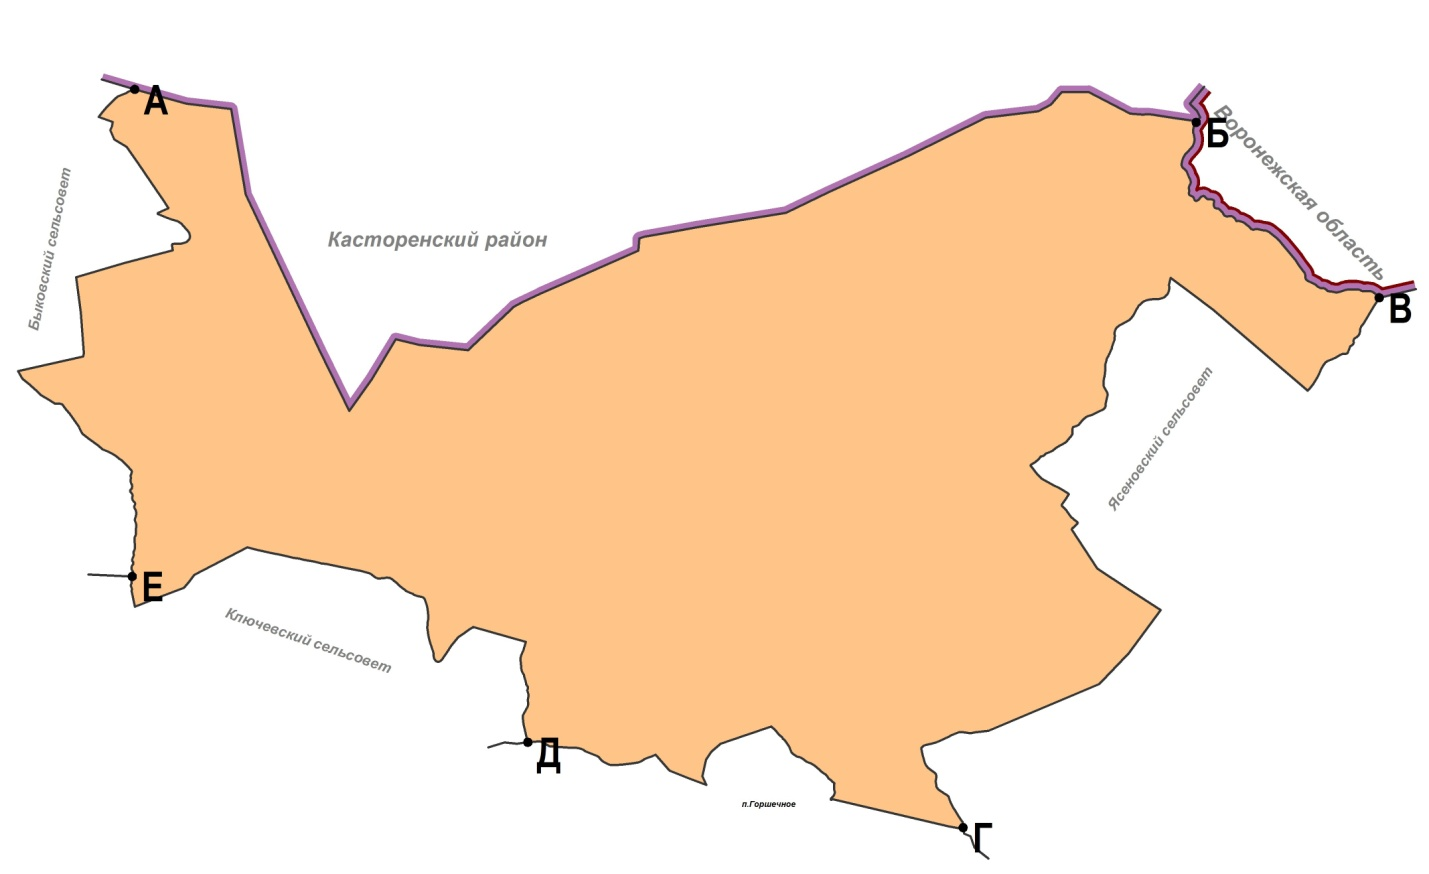 А
Б
Воронежская область
Быковский сельсовет
Касторенский район
В
Ясеновский сельсовет
Е
Ключевский сельсовет
Д
п.Горшечное
Г